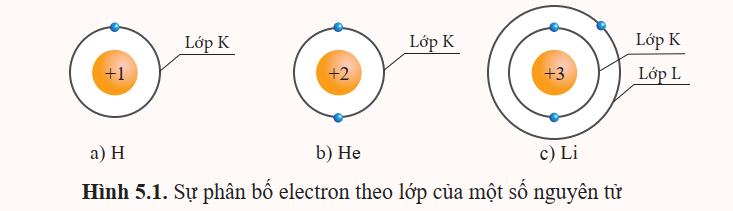 Lớp K
+1
a) H
Lớp K
+2
b) He
Lớp K
Lớp L
+3
c) Li
Hình 5.1. Sự phân bố electron theo lớp của một số nguyên tử